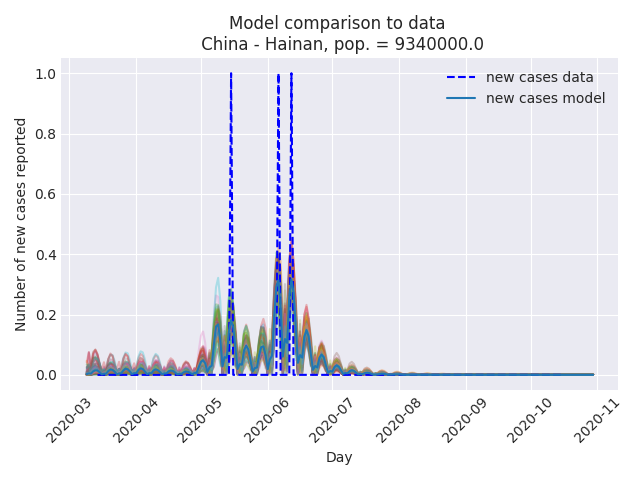 Model comparison to data
China - Hainan, pop. = 9340000.0
new cases data
new cases model
Number of new cases reported
1.0
0.8
0.6
0.4
0.2
0.0
2020-03
2020-04
2020-05
2020-06
2020-07
2020-08
2020-09
2020-10
2020-11
Day